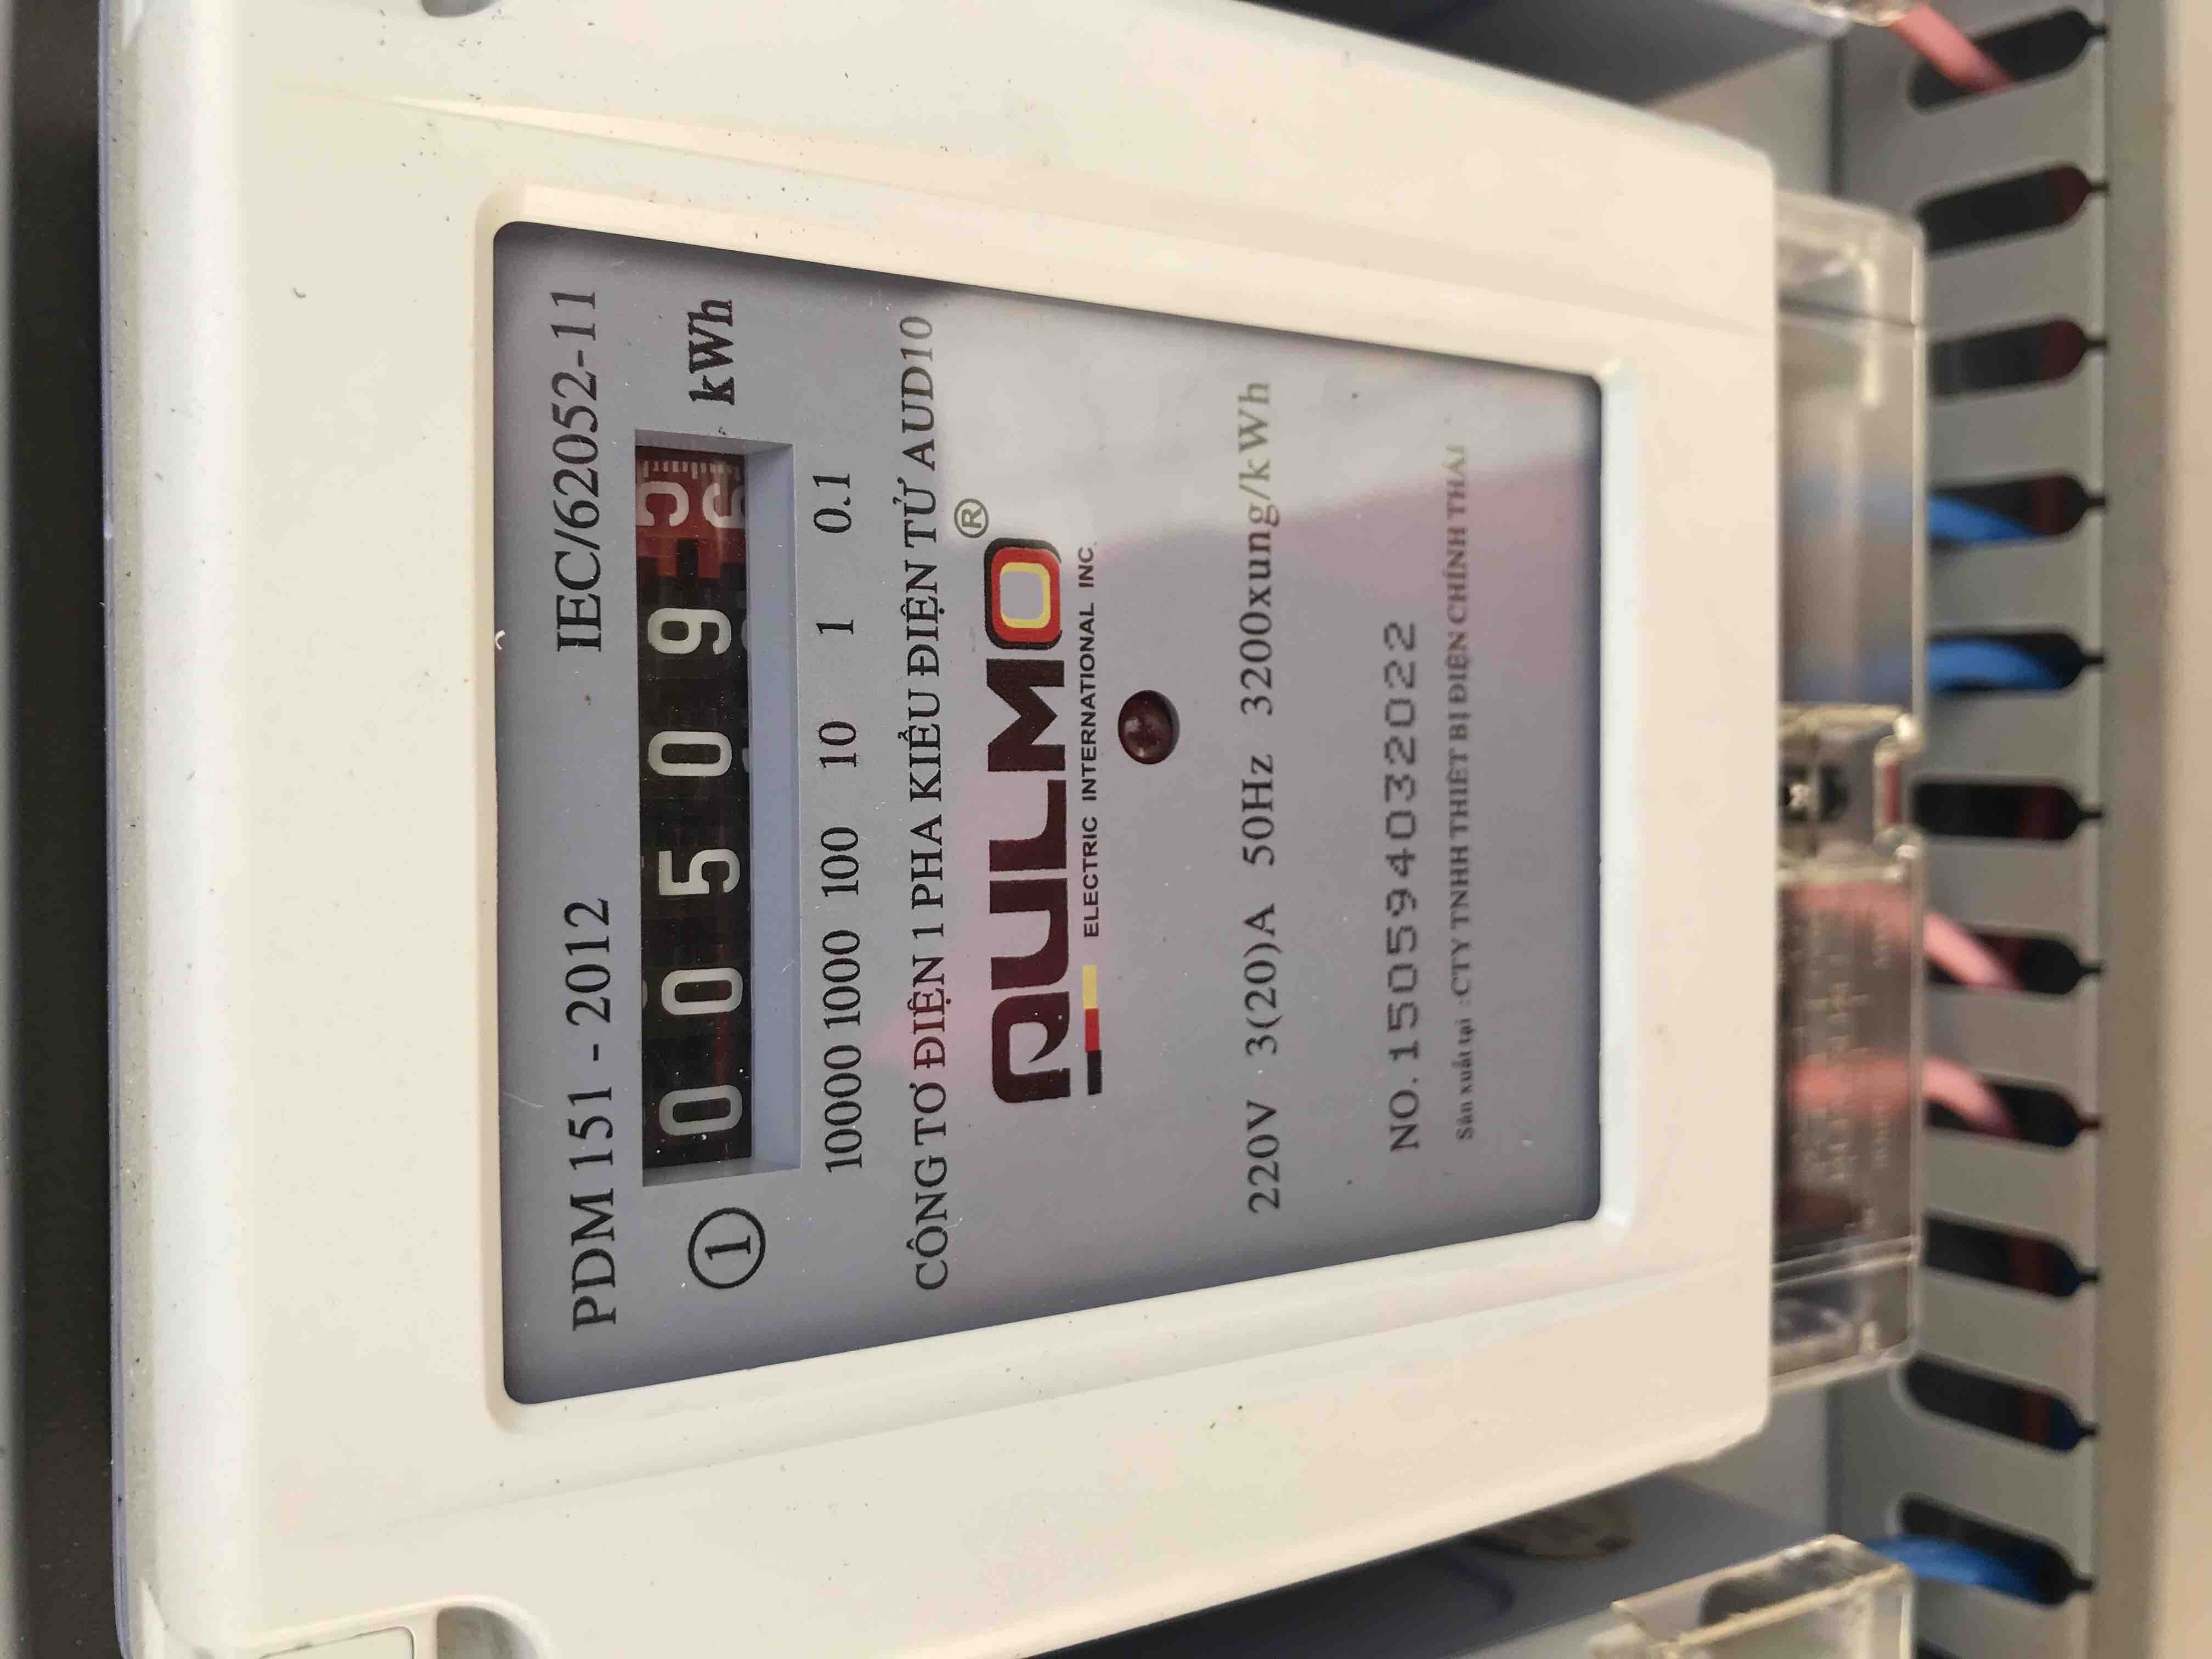 PDM 151 - 2012 IEC/62052-11
① 0 0 5 0 9 kWh
10000 1000 100 10 1 0.1
CÔNG TƠ ĐIỆN 1 PHA KIỂU ĐIỆN TỬ AUD10
QULMO®
ELECTRIC INTERNATIONAL INC.
220V 3(20)A 50Hz 3200xung/kWh
NO.150594032022
Sản xuất tại :CTY TNHH THIẾT BỊ ĐIỆN CHÍNH THÁI